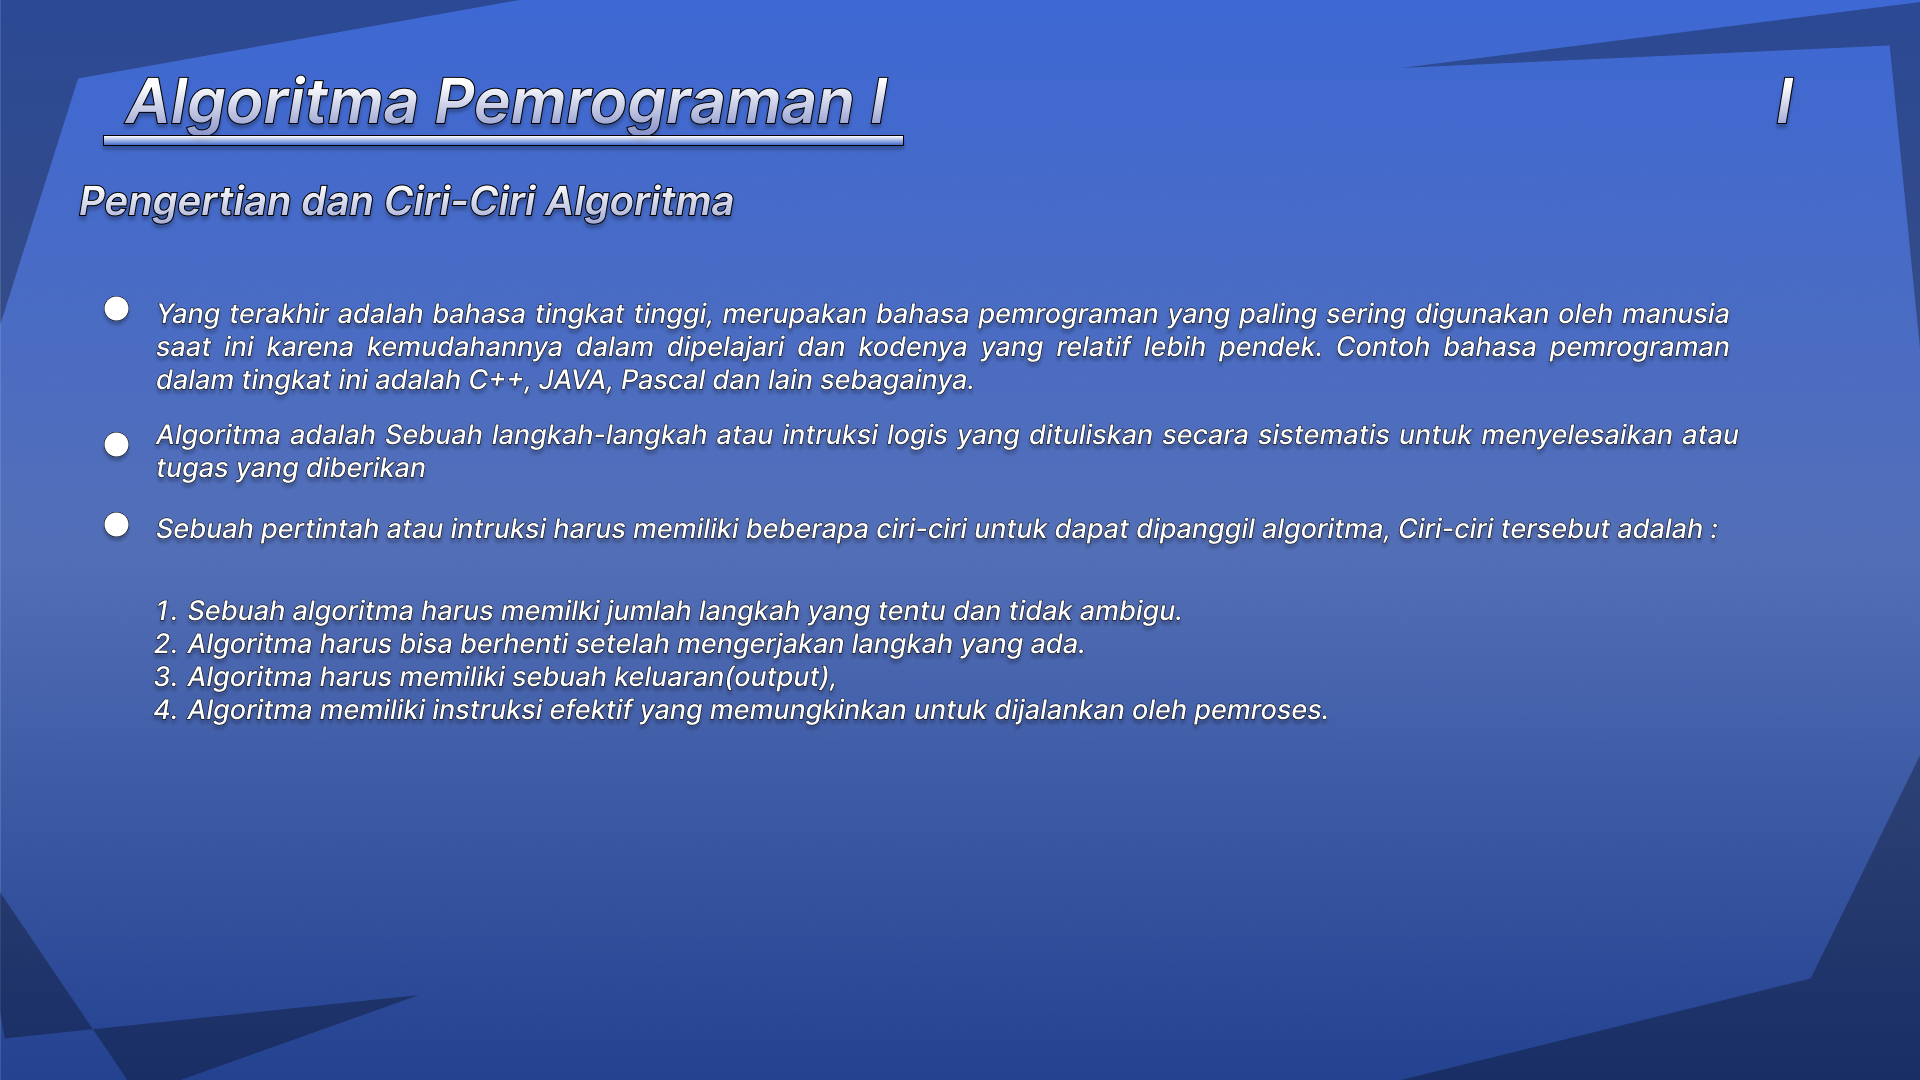 Algoritma Pemrograman I
I
Pengertian dan Ciri-Ciri Algoritma
Yang terakhir adalah bahasa tingkat tinggi, merupakan bahasa pemrograman yang paling sering digunakan oleh manusia
saat ini karena kemudahannya dalam dipelajari dan kodenya yang relatif lebih pendek. Contoh bahasa pemrograman
dalam tingkat ini adalah C++, JAVA, Pascal dan lain sebagainya.
Algoritma adalah Sebuah langkah-langkah atau intruksi logis yang dituliskan secara sistematis untuk menyelesaikan atau
tugas yang diberikan
Sebuah pertintah atau intruksi harus memiliki beberapa ciri-ciri untuk dapat dipanggil algoritma, Ciri-ciri tersebut adalah :
1. Sebuah algoritma harus memilki jumlah langkah yang tentu dan tidak ambigu.
2. Algoritma harus bisa berhenti setelah mengerjakan langkah yang ada.
3. Algoritma harus memiliki sebuah keluaran(output),
4. Algoritma memiliki instruksi efektif yang memungkinkan untuk dijalankan oleh pemroses.